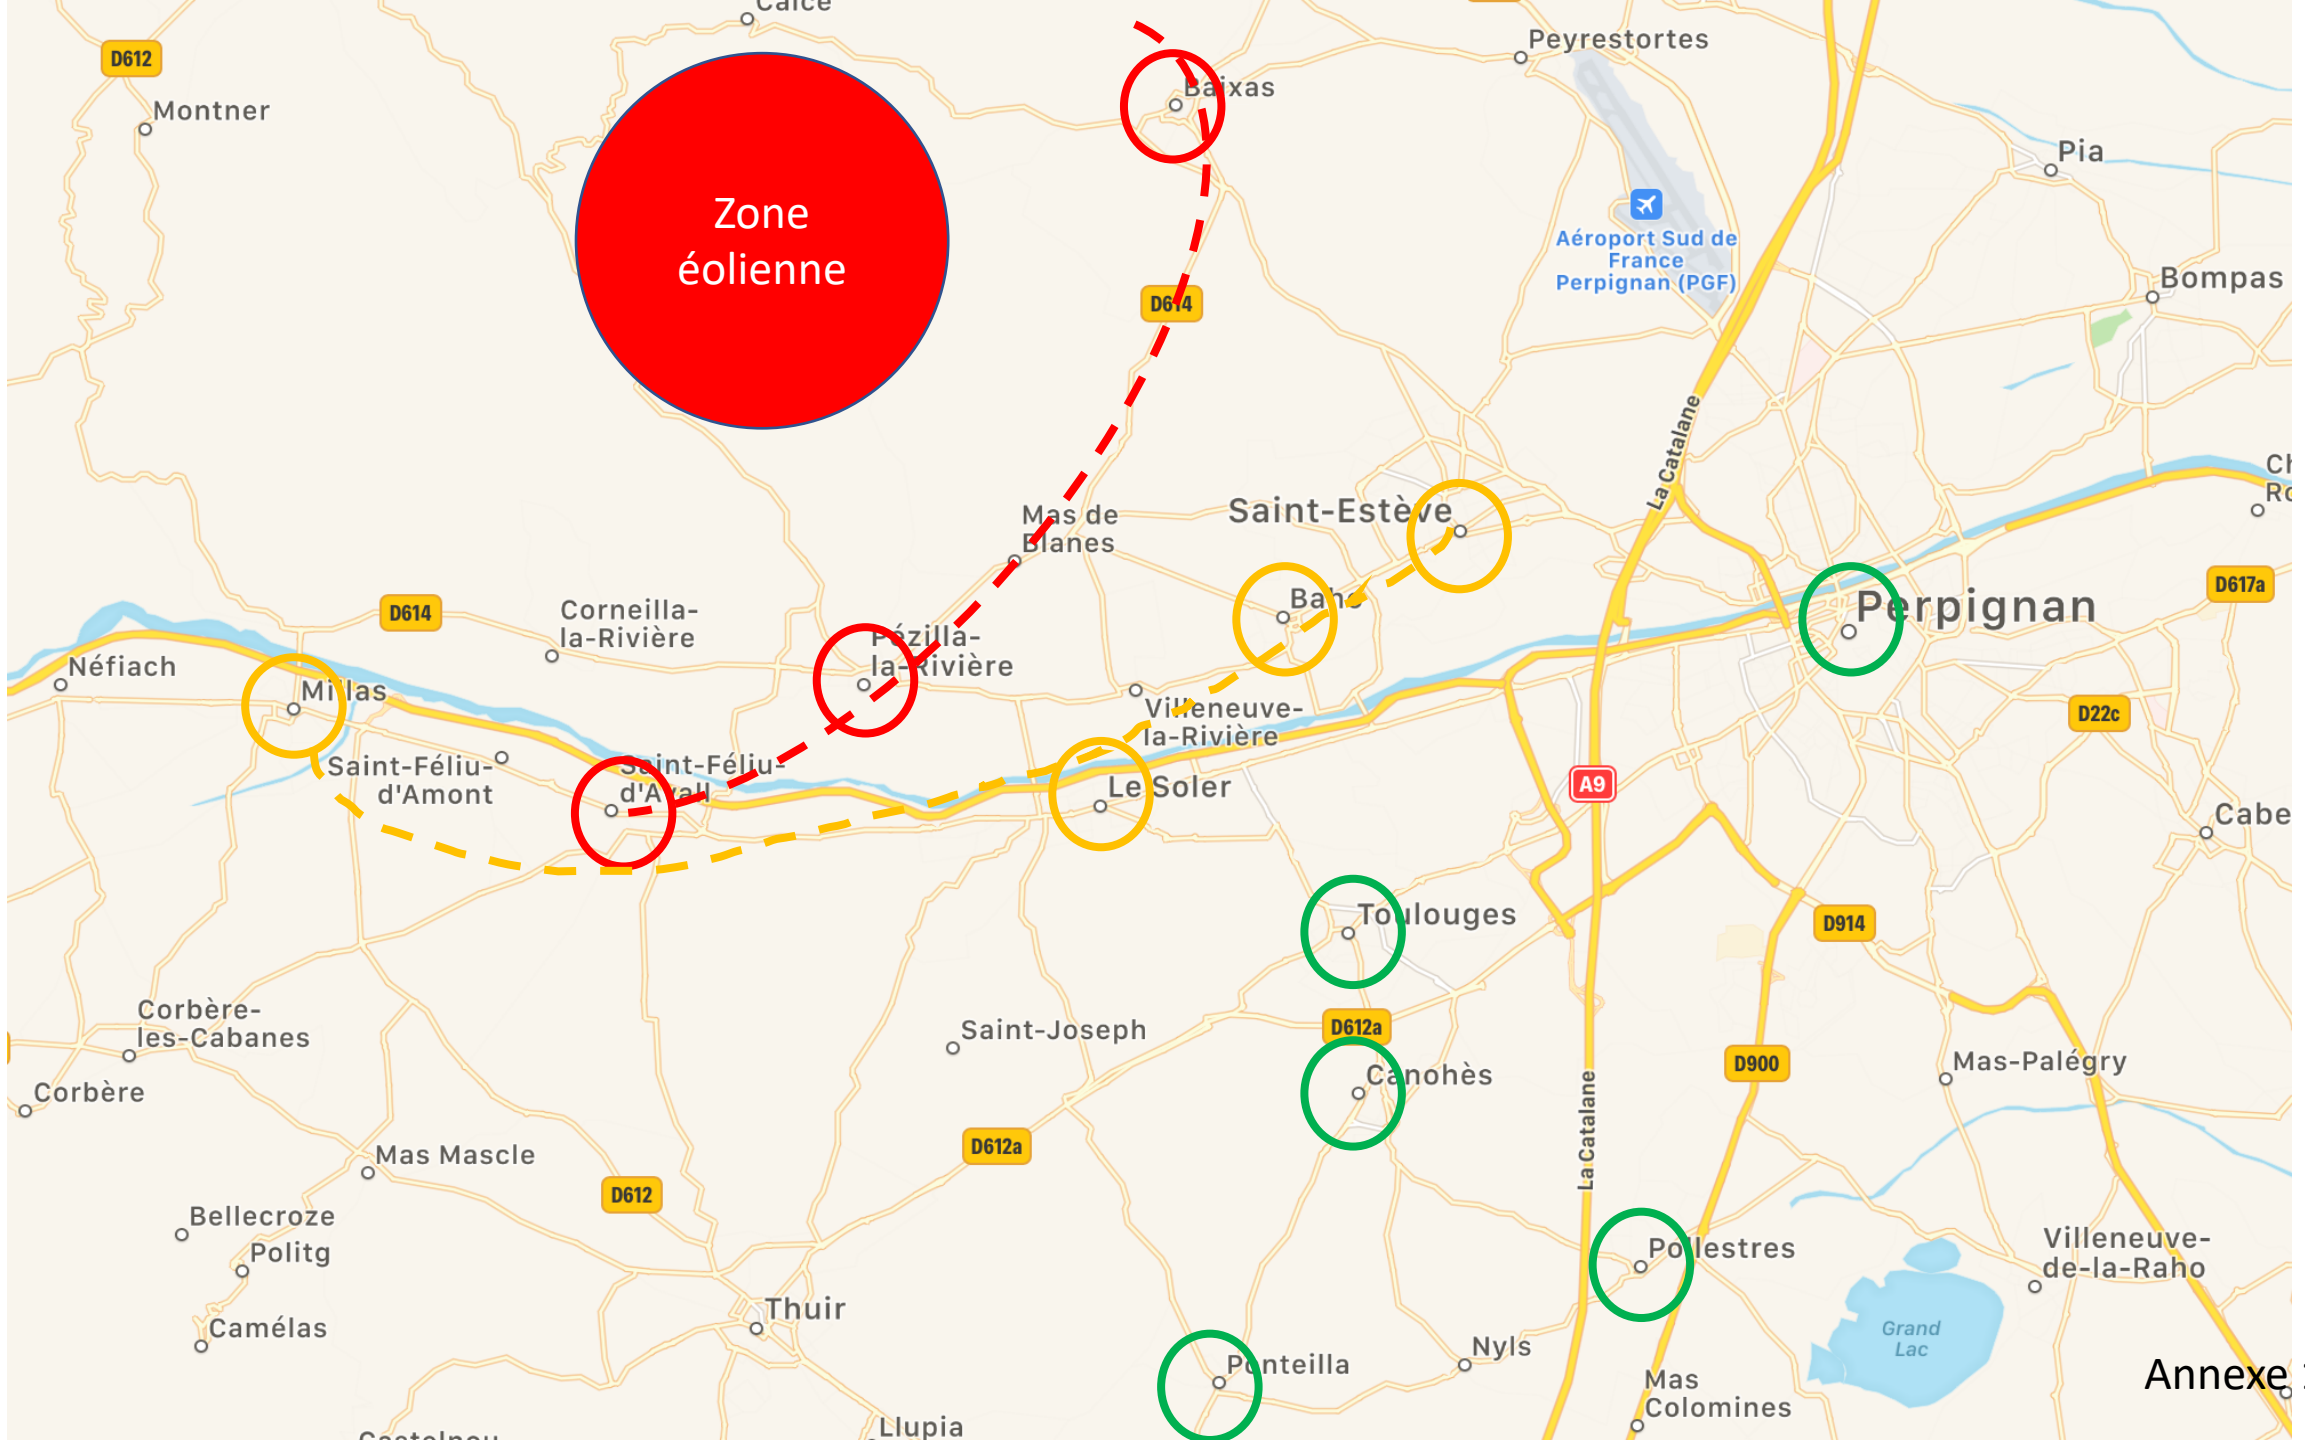 Calce
D612
Montner
Zone
éolienne
Baixas
Peyrestortes
Pia
Aéroport Sud de
France
Perpignan (PGF)
Bompas
D614
La Catalane
Saint-Estève
Mas de
Blanes
Baho
Perpignan
D617a
D614
Corneilla-
la-Rivière
Pézilla-
la-Rivière
Néfiach
Millas
Villeneuve-
la-Rivière
D22c
Saint-Féliu-
d'Amont
Saint-Féliu-
d'Avall
Le Soler
A9
Cabe
Toulouges
D914
Corbère-
les-Cabanes
Saint-Joseph
D612a
Corbère
Canohès
D900
Mas-Palégry
Mas Mascle
D612a
La Catalane
D612
Bellecroze
Politg
Pollestres
Villeneuve-
de-la-Raho
Thuir
Camélas
Grand
Lac
Ponteilla
Nyls
Annexe
Mas
Colomines
Llupia